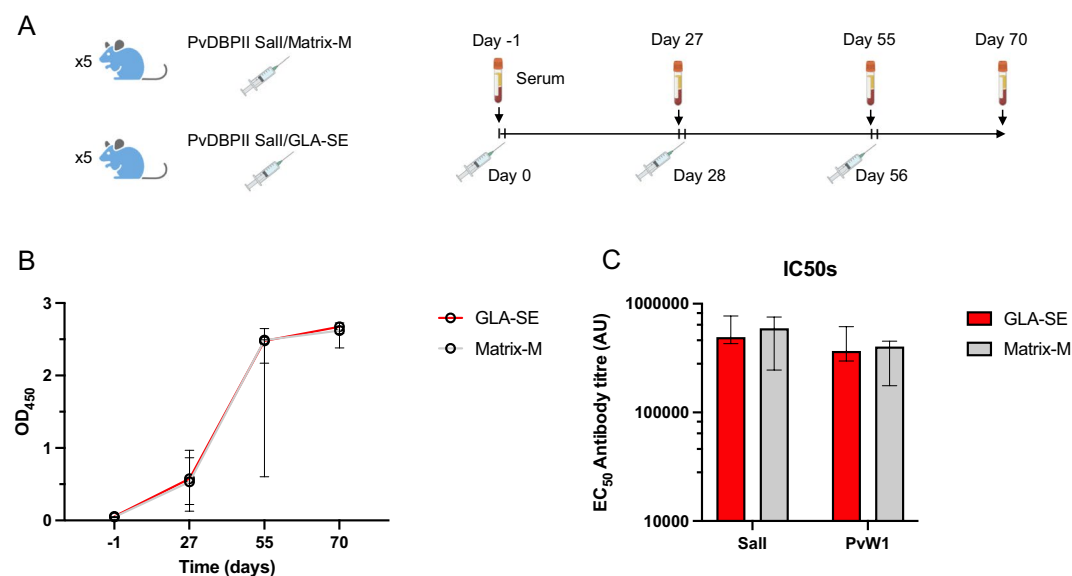 A
x5
PvDBPII SalI/Matrix-M
x5
PvDBPII SalI/GLA-SE
Day -1
Day 27
Day 55
Day 70
Serum
Day 0
Day 28
Day 56
B
OD450
3
2
1
0
-1
27
55
70
Time (days)
GLA-SE
Matrix-M
C
IC50s
EC50 Antibody titre (AU)
1000000
100000
10000
SalI
PvW1
GLA-SE
Matrix-M